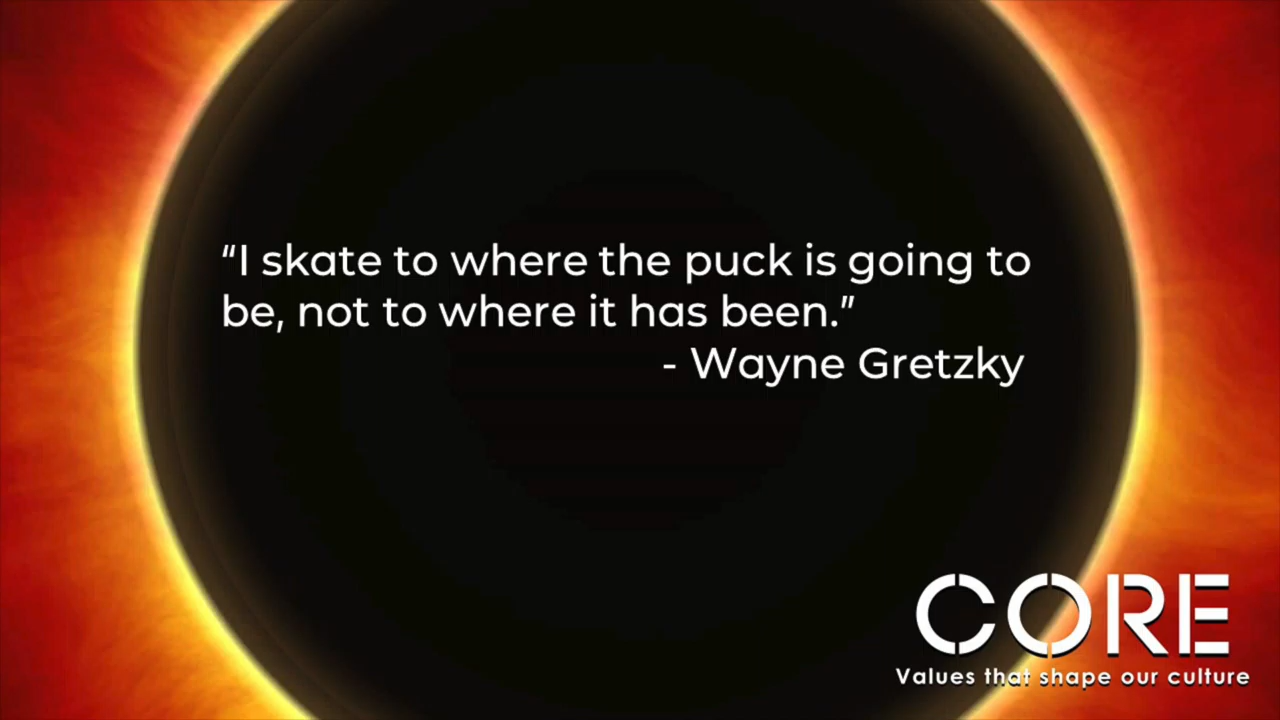 “I skate to where the puck is going to
be, not to where it has been.”
- Wayne Gretzky
CORE
Values that shape our culture